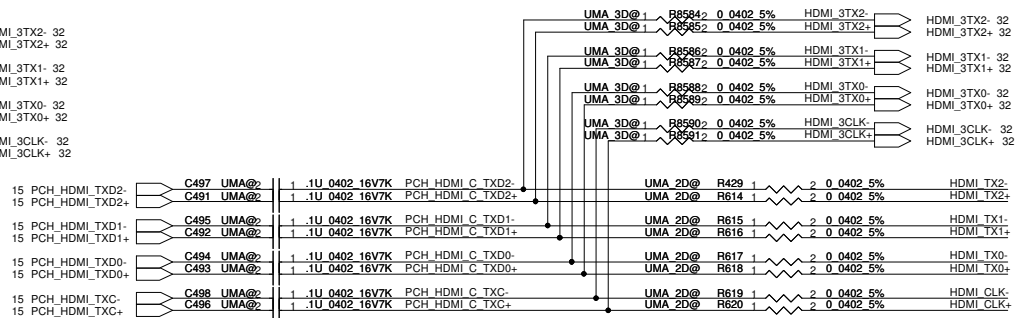 UMA_3D@ 1 R8584 2 0_0402_5% HDMI_3TX2- HDMI_3TX2- 32
UMA_3D@ 1 R8585 2 0_0402_5% HDMI_3TX2+ HDMI_3TX2+ 32
MI_3TX2- 32
MI_3TX2+ 32
UMA_3D@ 1 R8586 2 0_0402_5% HDMI_3TX1- HDMI_3TX1- 32
UMA_3D@ 1 R8587 2 0_0402_5% HDMI_3TX1+ HDMI_3TX1+ 32
MI_3TX1- 32
MI_3TX1+ 32
UMA_3D@ 1 R8588 2 0_0402_5% HDMI_3TX0- HDMI_3TX0- 32
UMA_3D@ 1 R8589 2 0_0402_5% HDMI_3TX0+ HDMI_3TX0+ 32
MI_3TX0- 32
MI_3TX0+ 32
UMA_3D@ 1 R8590 2 0_0402_5% HDMI_3CLK- HDMI_3CLK- 32
UMA_3D@ 1 R8591 2 0_0402_5% HDMI_3CLK+ HDMI_3CLK+ 32
MI_3CLK- 32
MI_3CLK+ 32
15 PCH_HDMI_TXD2- C497 UMA@ 2 1 .1U_0402_16V7K PCH_HDMI_C_TXD2- UMA_2D@ R429 1 2 0_0402_5% HDMI_TX2-
15 PCH_HDMI_TXD2+ C491 UMA@ 2 1 .1U_0402_16V7K PCH_HDMI_C_TXD2+ UMA_2D@ R614 1 2 0_0402_5% HDMI_TX2+
15 PCH_HDMI_TXD1- C495 UMA@ 2 1 .1U_0402_16V7K PCH_HDMI_C_TXD1- UMA_2D@ R615 1 2 0_0402_5% HDMI_TX1-
15 PCH_HDMI_TXD1+ C492 UMA@ 2 1 .1U_0402_16V7K PCH_HDMI_C_TXD1+ UMA_2D@ R616 1 2 0_0402_5% HDMI_TX1+
15 PCH_HDMI_TXD0- C494 UMA@ 2 1 .1U_0402_16V7K PCH_HDMI_C_TXD0- UMA_2D@ R617 1 2 0_0402_5% HDMI_TX0-
15 PCH_HDMI_TXD0+ C493 UMA@ 2 1 .1U_0402_16V7K PCH_HDMI_C_TXD0+ UMA_2D@ R618 1 2 0_0402_5% HDMI_TX0+
15 PCH_HDMI_TXC- C498 UMA@ 2 1 .1U_0402_16V7K PCH_HDMI_C_TXC- UMA_2D@ R619 1 2 0_0402_5% HDMI_CLK-
15 PCH_HDMI_TXC+ C496 UMA@ 2 1 .1U_0402_16V7K PCH_HDMI_C_TXC+ UMA_2D@ R620 1 2 0_0402_5% HDMI_CLK+